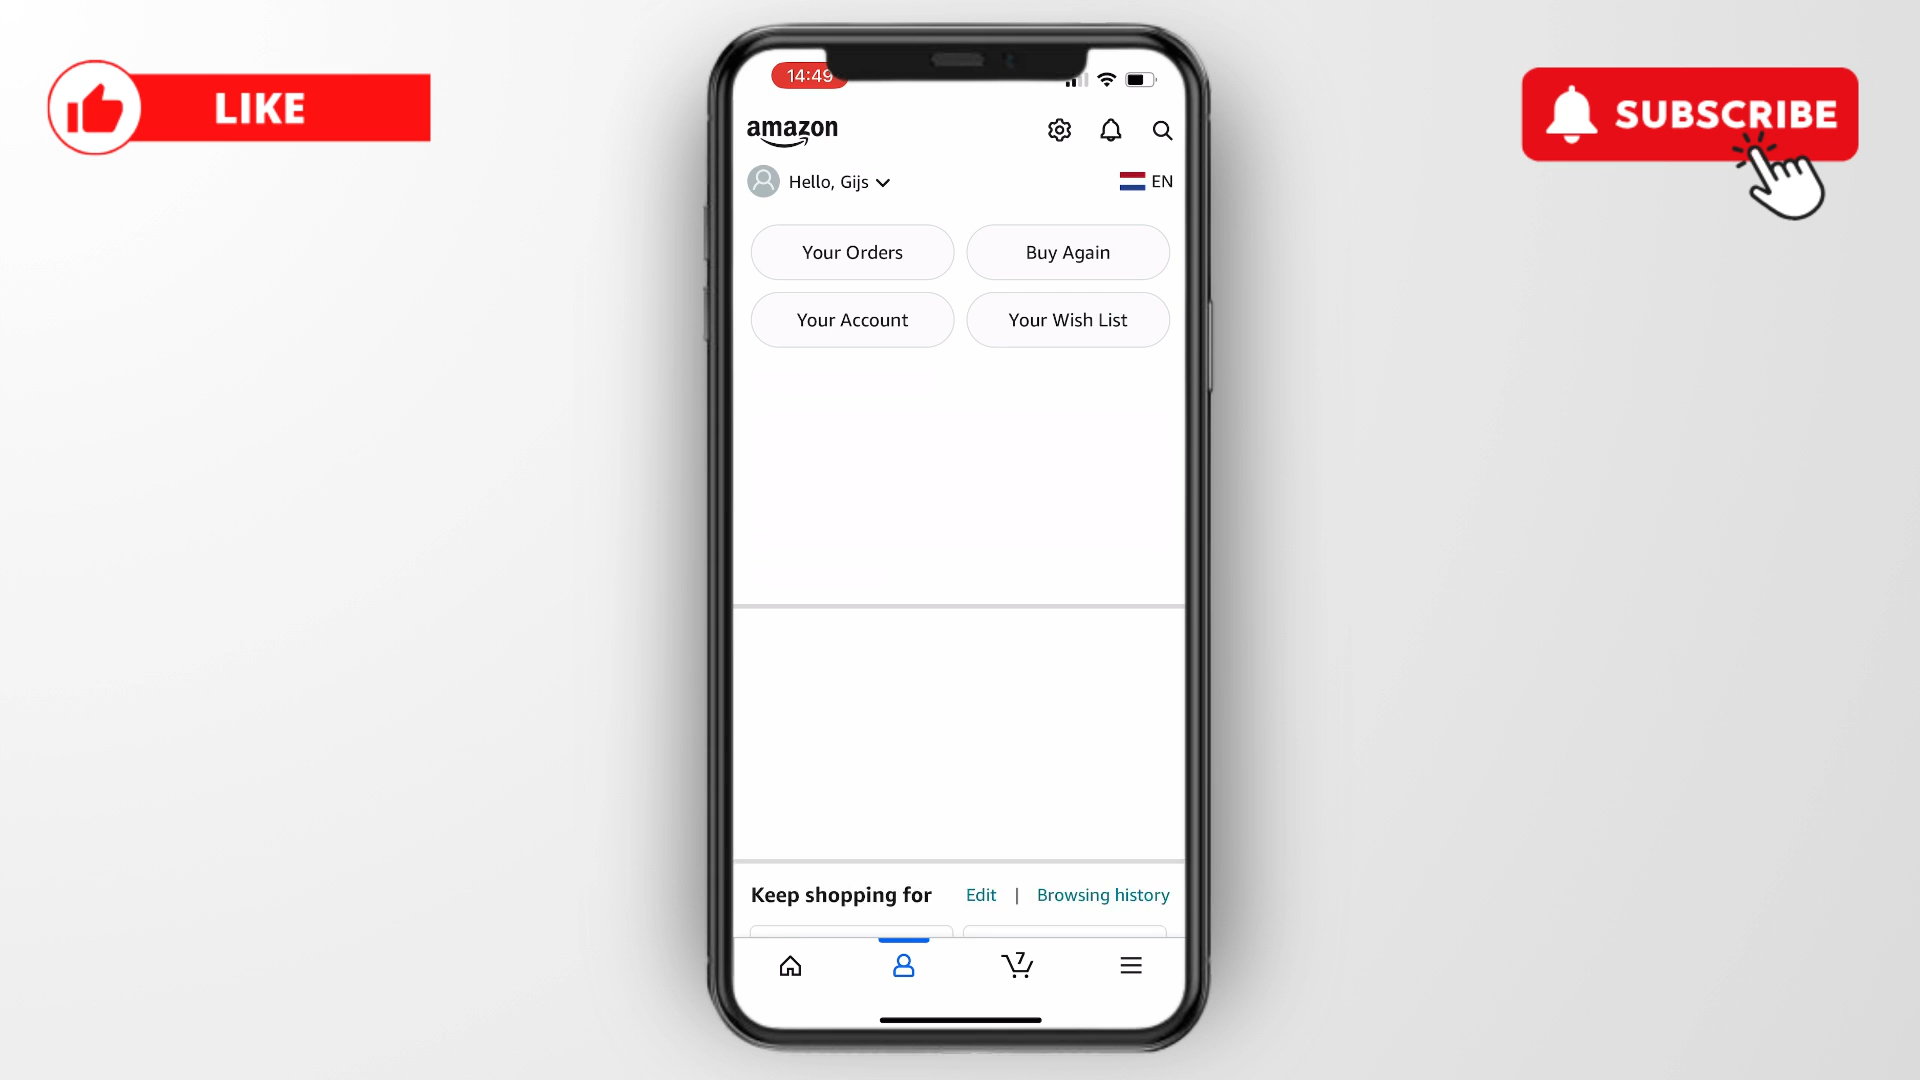 LIKE
SUBSCRIBE
14:49
amazon
Hello, Gijs
EN
Your Orders
Buy Again
Your Account
Your Wish List
Keep shopping for
Edit | Browsing history
7